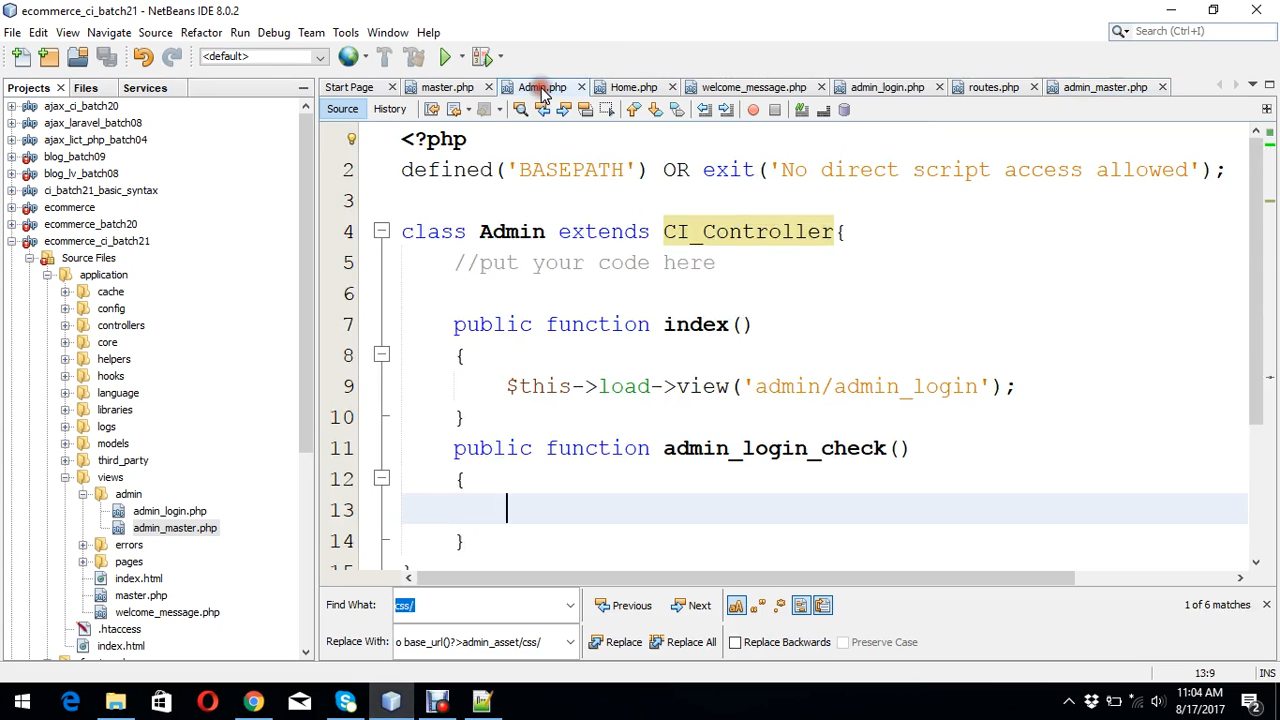 ecommerce_ci_batch21 - NetBeans IDE 8.0.2
File Edit View Navigate Source Refactor Run Debug Team Tools Window Help
Search (Ctrl+I)
<default>
Projects Files Services
Start Page master.php Admin.php Home.php welcome_message.php admin_login.php routes.php admin_master.php
Source History
ajax_ci_batch20
ajax_laravel_batch08
ajax_lict_php_batch04
blog_batch09
blog_lv_batch08
ci_batch21_basic_syntax
ecommerce
ecommerce_batch20
ecommerce_ci_batch21
Source Files
application
cache
config
controllers
core
helpers
hooks
language
libraries
logs
models
third_party
views
admin
admin_login.php
admin_master.php
errors
pages
index.html
master.php
welcome_message.php
.htaccess
index.html
<?php
2 defined('BASEPATH') OR exit('No direct script access allowed');
3
4 class Admin extends CI_Controller{
5 //put your code here
6
7 public function index()
8 {
9 $this->load->view('admin/admin_login');
10 }
11 public function admin_login_check()
12 {
13
14 }
15 }
Find What: css/ Previous Next 1 of 6 matches
Replace With: o base_url()?>admin_asset/css/ Replace Replace All Replace Backwards Preserve Case
13:9 INS
11:04 AM
8/17/2017
2